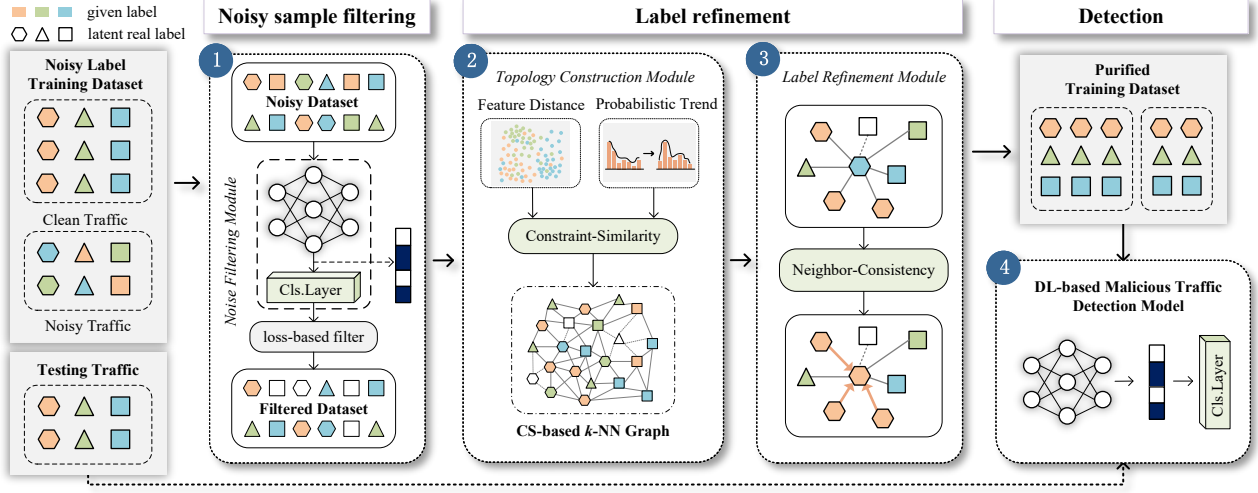 given label
latent real label
Noisy sample filtering
Label refinement
Detection
Noisy Label
Training Dataset
Clean Traffic
Noisy Traffic
Testing Traffic
1
Noisy Dataset
Noise Filtering Module
Cls.Layer
loss-based filter
Filtered Dataset
2
Topology Construction Module
Feature Distance
Probabilistic Trend
Constraint-Similarity
CS-based k-NN Graph
3
Label Refinement Module
Neighbor-Consistency
Purified
Training Dataset
4
DL-based Malicious Traffic
Detection Model
Cls.Layer